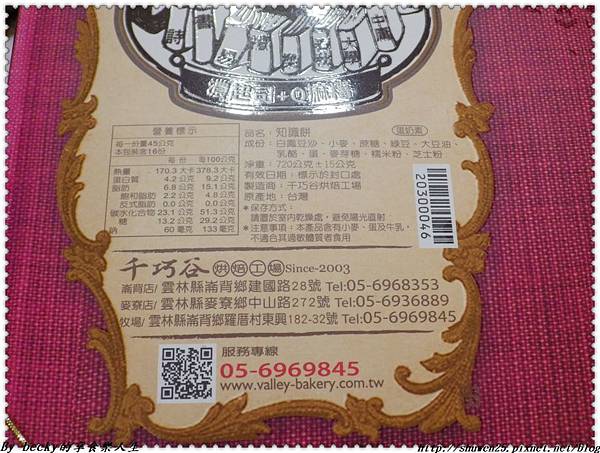 詩
書
中庸
大學
營養標示
每一份量45公克
本包裝含16份
每 份 每100公克
熱量 170.3 大卡 378.3 大卡
蛋白質 4.2 公克 9.2 公克
脂肪 6.8 公克 15.1 公克
飽和脂肪 2.2 公克 4.8 公克
反式脂肪 0.0 公克 0.0 公克
碳水化合物 23.1 公克 51.3 公克
糖 13.2 公克 29.2 公克
鈉 60 毫克 133 毫克
品名：知識餅 蛋奶素
成份：白鳳豆沙、小麥、蔗糖、綠豆、大豆油、
乳酪、蛋、麥芽糖、糯米粉、芝士粉
淨重：720公克±15公克
有效日期：標示於封口處
製造商：千巧谷烘焙工場
原產地：台灣
*保存方式：
請置於室內乾燥處，避免陽光直射
*注意事項：本產品含有小麥、蛋及牛乳，
不適合其過敏體質者食用
20300046
千巧谷 烘焙工場 Since-2003
崙背店/ 雲林縣崙背鄉建國路28號 Tel:05-6968353
麥寮店/ 雲林縣麥寮鄉中山路272號 Tel:05-6936889
牧場/ 雲林縣崙背鄉羅厝村東興182-32號 Tel:05-6969845
服務專線
05-6969845
www.valley-bakery.com.tw
By Becky的享食樂人生
http://shuwen25.pixnet.net/blog